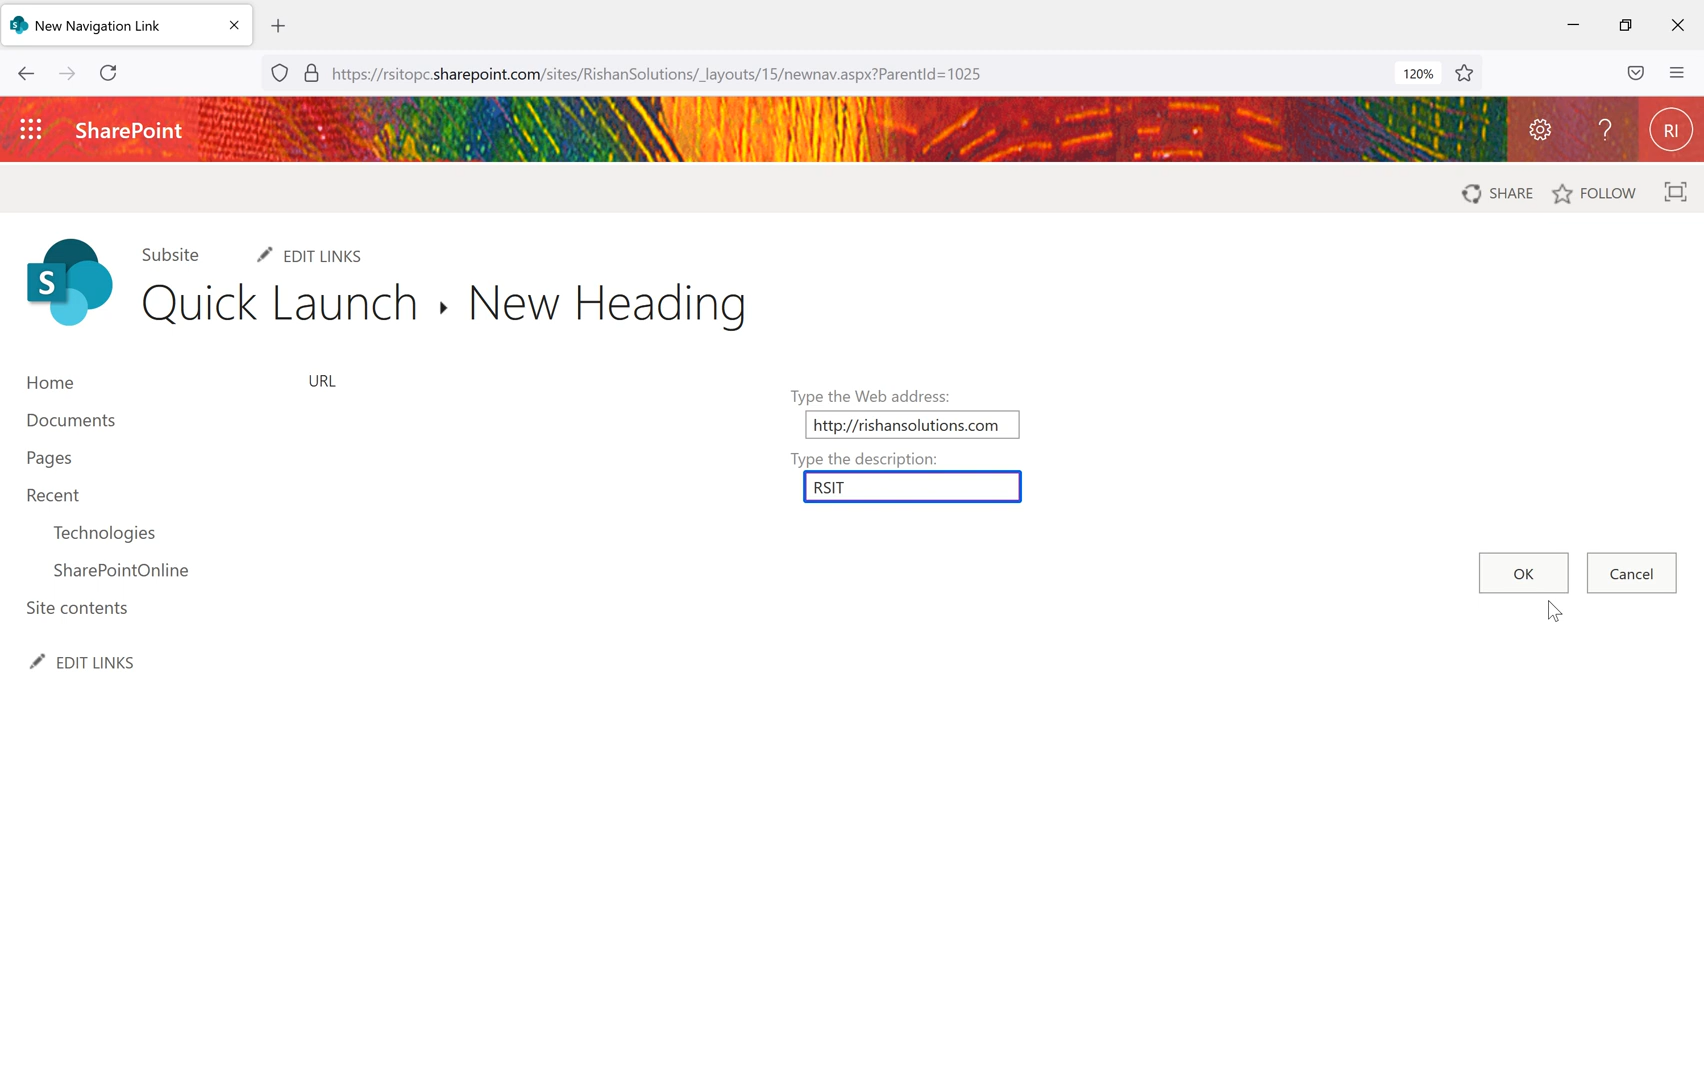 New Navigation Link
https://rsitopc.sharepoint.com/sites/RishanSolutions/_layouts/15/newnav.aspx?ParentId=1025
120%
SharePoint
?
RI
SHARE
FOLLOW
S
Subsite
EDIT LINKS
Quick Launch ▸ New Heading
Home
Documents
Pages
Recent
Technologies
SharePointOnline
Site contents
EDIT LINKS
URL
Type the Web address:
http://rishansolutions.com
Type the description:
RSIT
OK
Cancel